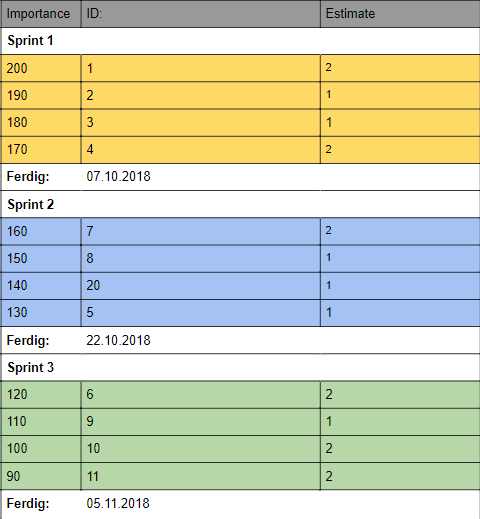 Importance ID: Estimate
Sprint 1
200 1 2
190 2 1
180 3 1
170 4 2
Ferdig: 07.10.2018
Sprint 2
160 7 2
150 8 1
140 20 1
130 5 1
Ferdig: 22.10.2018
Sprint 3
120 6 2
110 9 1
100 10 2
90 11 2
Ferdig: 05.11.2018